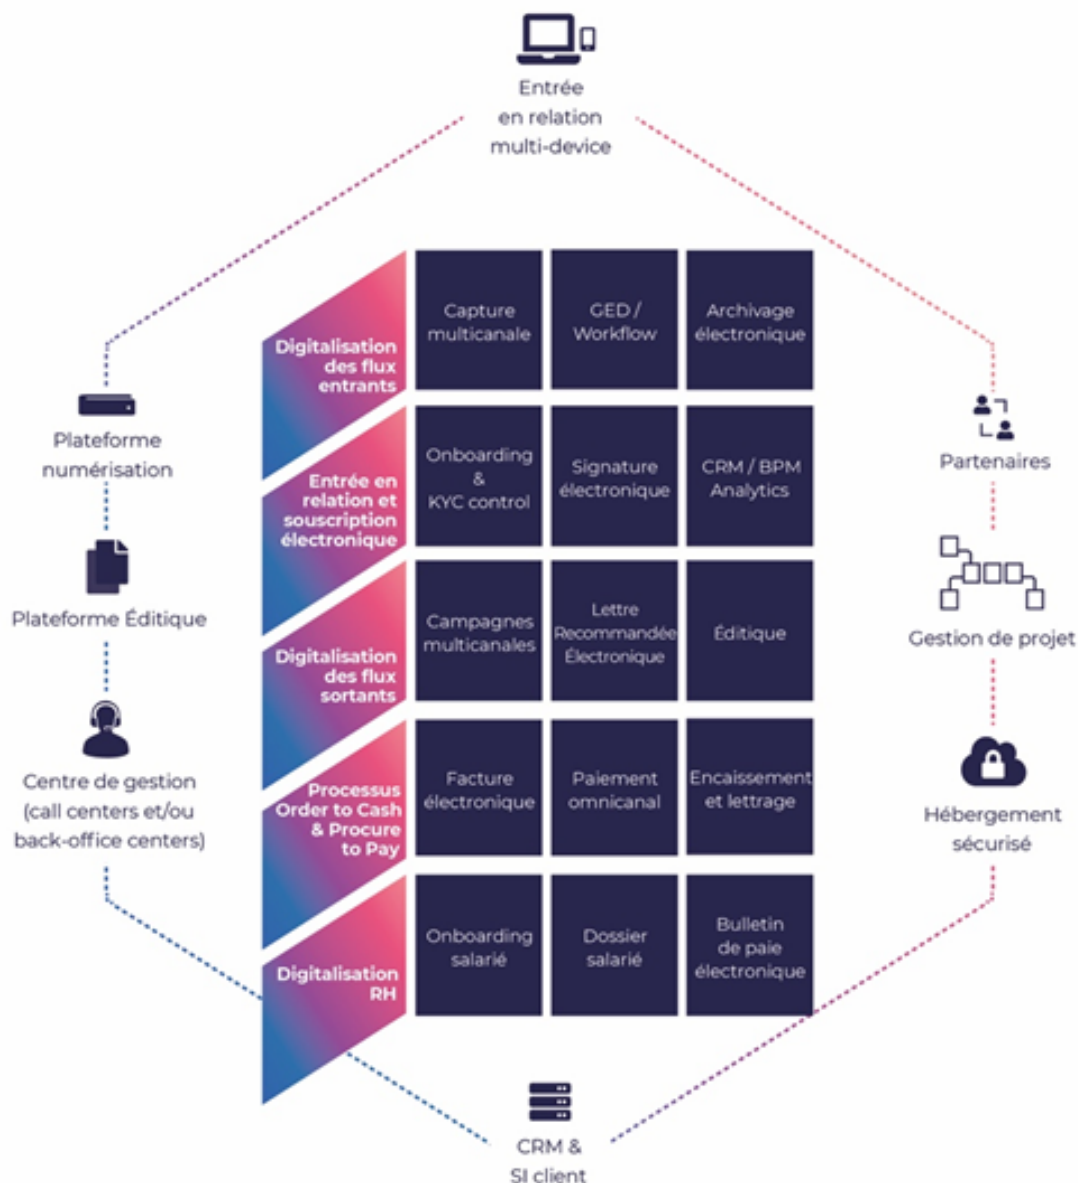 Entrée
en relation
multi-device
Plateforme
numérisation
Plateforme Éditique
Centre de gestion
(call centers et/ou
back-office centers)
Digitalisation
des flux
entrants
Capture
multicanale
GED /
Workflow
Archivage
électronique
Entrée en
relation et
souscription
électronique
Onboarding
&
KYC control
Signature
électronique
CRM / BPM
Analytics
Digitalisation
des flux
sortants
Campagnes
multicanales
Lettre
Recommandée
Électronique
Éditique
Processus
Order to Cash
& Procure
to Pay
Facture
électronique
Paiement
omnicanal
Encaissement
et lettrage
Digitalisation
RH
Onboarding
salarié
Dossier
salarié
Bulletin
de paie
électronique
Partenaires
Gestion de projet
Hébergement
sécurisé
CRM &
SI client